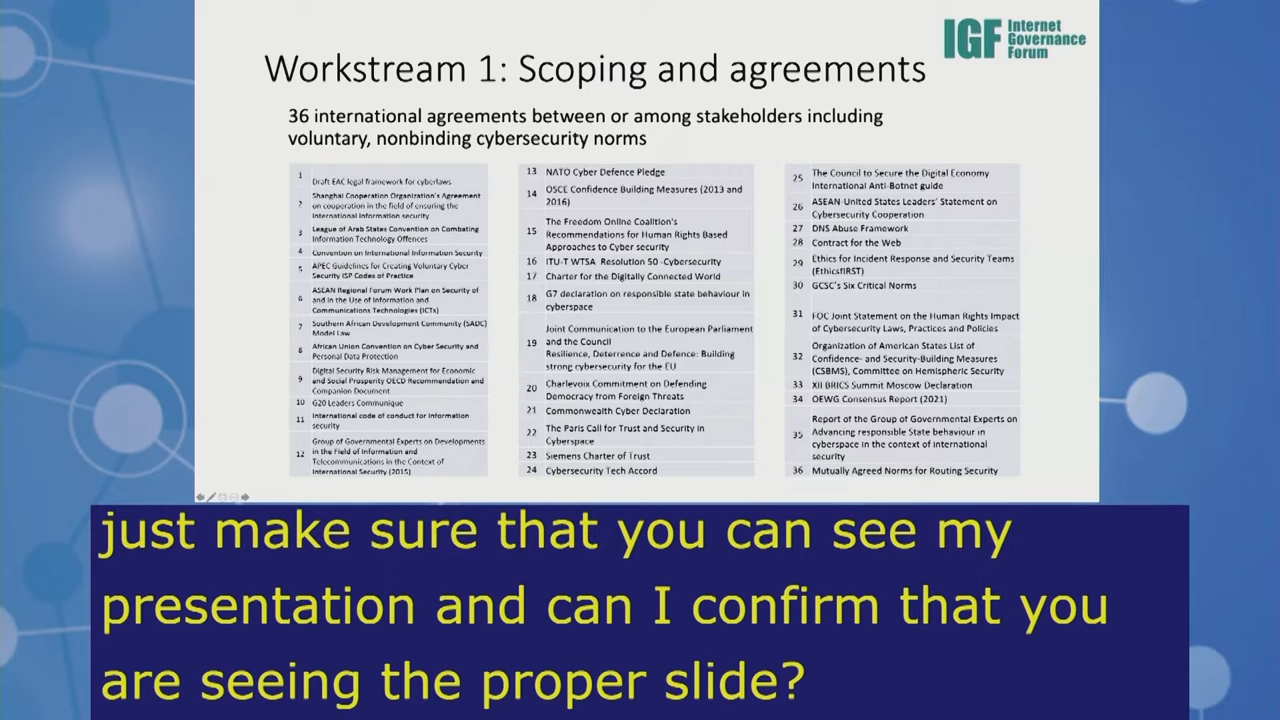 IGF Internet
Governance
Forum
Workstream 1: Scoping and agreements
36 international agreements between or among stakeholders including
voluntary, nonbinding cybersecurity norms
1 Draft EAC legal framework for cyberlaws
2 Shanghai Cooperation Organization's Agreement
on cooperation in the field of ensuring the
International information security
3 League of Arab States Convention on Combating
Information Technology Offences
4 Convention on International Information Security
5 APEC Guidelines for Creating Voluntary Cyber
Security ISP Codes of Practice
6 ASEAN Regional Forum Work Plan on Security of
and in the Use of Information and
Communications Technologies (ICTs)
7 Southern African Development Community (SADC)
Model Law
8 African Union Convention on Cyber Security and
Personal Data Protection
9 Digital Security Risk Management for Economic
and Social Prosperity OECD Recommendation and
Companion Document
10 G20 Leaders Communique
11 International code of conduct for information
security
12 Group of Governmental Experts on Developments
in the Field of Information and
Telecommunications in the Context of
International Security (2015)
13 NATO Cyber Defence Pledge
14 OSCE Confidence Building Measures (2013 and
2016)
15 The Freedom Online Coalition's
Recommendations for Human Rights Based
Approaches to Cyber security
16 ITU-T WTSA Resolution 50 -Cybersecurity
17 Charter for the Digitally Connected World
18 G7 declaration on responsible state behaviour in
cyberspace
19 Joint Communication to the European Parliament
and the Council
Resilience, Deterrence and Defence: Building
strong cybersecurity for the EU
20 Charlevoix Commitment on Defending
Democracy from Foreign Threats
21 Commonwealth Cyber Declaration
22 The Paris Call for Trust and Security in
Cyberspace
23 Siemens Charter of Trust
24 Cybersecurity Tech Accord
25 The Council to Secure the Digital Economy
International Anti-Botnet guide
26 ASEAN-United States Leaders' Statement on
Cybersecurity Cooperation
27 DNS Abuse Framework
28 Contract for the Web
29 Ethics for Incident Response and Security Teams
(EthicsfIRST)
30 GCSC's Six Critical Norms
31 FOC Joint Statement on the Human Rights Impact
of Cybersecurity Laws, Practices and Policies
32 Organization of American States List of
Confidence- and Security-Building Measures
(CSBMS), Committee on Hemispheric Security
33 XII BRICS Summit Moscow Declaration
34 OEWG Consensus Report (2021)
35 Report of the Group of Governmental Experts on
Advancing responsible State behaviour in
cyberspace in the context of international
security
36 Mutually Agreed Norms for Routing Security
just make sure that you can see my
presentation and can I confirm that you
are seeing the proper slide?